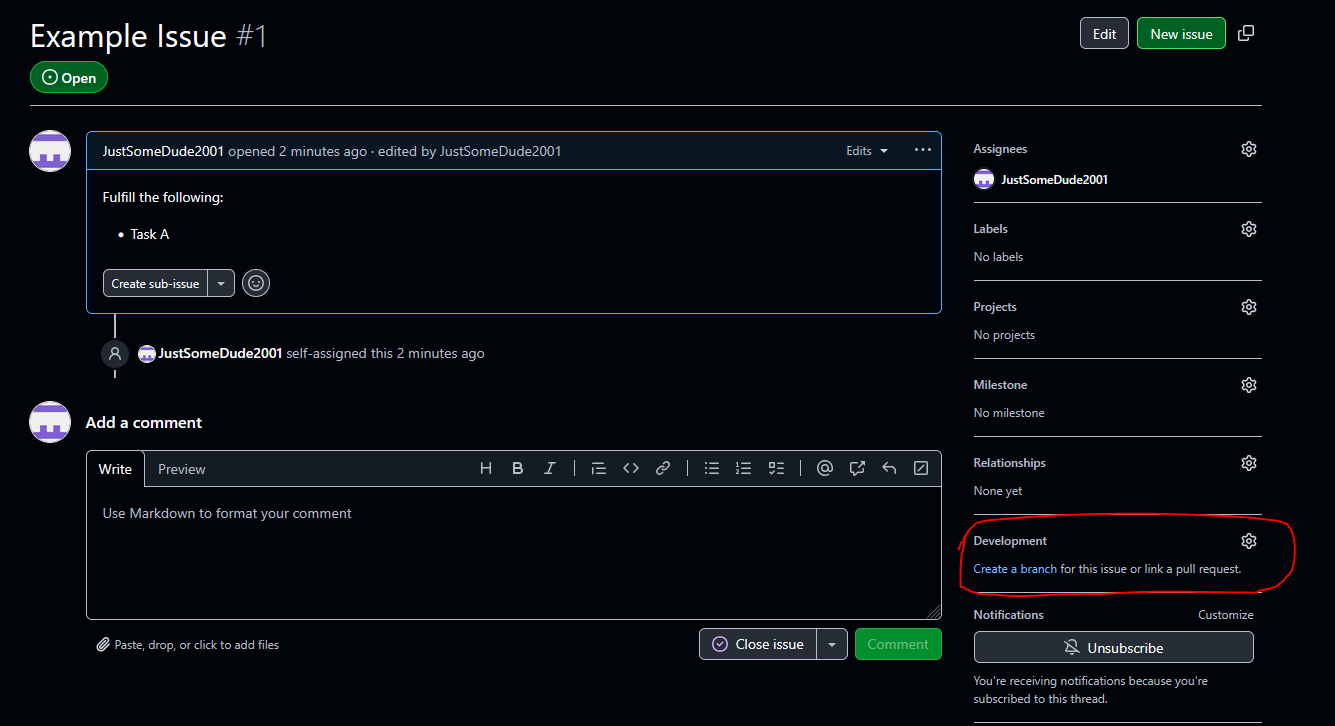 Example Issue #1
Edit
New issue
Open
JustSomeDude2001 opened 2 minutes ago · edited by JustSomeDude2001
Edits
Fulfill the following:
• Task A
Create sub-issue
JustSomeDude2001 self-assigned this 2 minutes ago
Add a comment
Write
Preview
Use Markdown to format your comment
Paste, drop, or click to add files
Close issue
Comment
Assignees
JustSomeDude2001
Labels
No labels
Projects
No projects
Milestone
No milestone
Relationships
None yet
Development
Create a branch for this issue or link a pull request.
Notifications
Customize
Unsubscribe
You're receiving notifications because you're
subscribed to this thread.